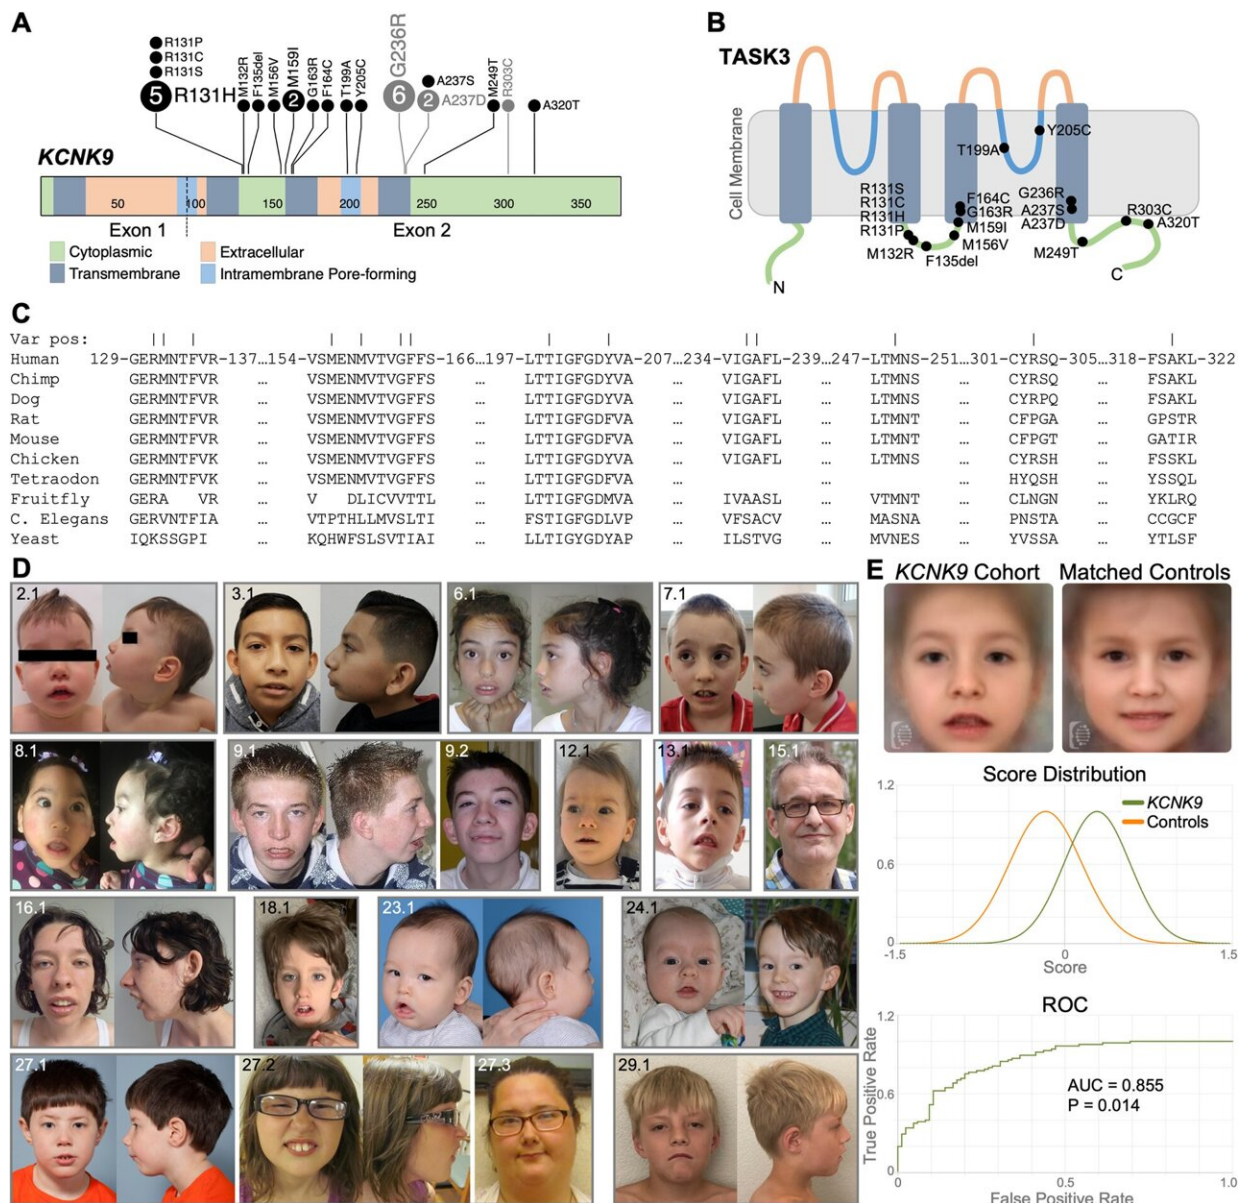 A
R131P
R131C
R131S
5 R131H
M132R
F135del
M156V
2 M159I
G163R
F164C
T199A
Y205C
6 G236R
A237S
2 A237D
M249T
R303C
A320T
KCNK9
50 100 150 200 250 300 350
Exon 1 Exon 2
Cytoplasmic Extracellular
Transmembrane Intramembrane Pore-forming
B
TASK3
Cell Membrane
Y205C
T199A
R131S
R131C
R131H
R131P
M132R
F135del
F164C
G163R
M159I
M156V
G236R
A237S
A237D
M249T
R303C
A320T
N
C
C
Var pos: | | | | | | | | | | | | | |
Human 129-GERMNTFVR-137…154-VSMENMVTVGFFS-166…197-LTTIGFGDYVA-207…234-VIGAFL-239…247-LTMNS-251…301-CYRSQ-305…318-FSAKL-322
Chimp GERMNTFVR … VSMENMVTVGFFS … LTTIGFGDYVA … VIGAFL … LTMNS … CYRSQ … FSAKL
Dog GERMNTFVR … VSMENMVTVGFFS … LTTIGFGDYVA … VIGAFL … LTMNS … CYRPQ … FSAKL
Rat GERMNTFVR … VSMENMVTVGFFS … LTTIGFGDFVA … VIGAFL … LTMNT … CFPGA … GPSTR
Mouse GERMNTFVR … VSMENMVTVGFFS … LTTIGFGDFVA … VIGAFL … LTMNT … CFPGT … GATIR
Chicken GERMNTFVK … VSMENMVTVGFFS … LTTIGFGDFVA … VIGAFL … LTMNS … CYRSH … FSSKL
Tetraodon GERMNTFVK … VSMENMVTVGFFS … LTTIGFGDFVA … … HYQSH … YSSQL
Fruitfly GERA VR … V DLICVVTTL … LTTIGFGDMVA … IVAASL … VTMNT … CLNGN … YKLRQ
C. Elegans GERVNTFIA … VTPTHLLMVSLTI … FSTIGFGDLVP … VFSACV … MASNA … PNSTA … CCGCF
Yeast IQKSSGPI … KQHWFSLSVTIAI … LLTIGYGDYAP … ILSTVG … MVNES … YVSSA … YTLSF
D
2.1 3.1 6.1 7.1
8.1 9.1 9.2 12.1 13.1 15.1
16.1 18.1 23.1 24.1
27.1 27.2 27.3 29.1
E
KCNK9 Cohort Matched Controls
Score Distribution
1.2
0.6
0
-1.5 0 1.5
Score
KCNK9
Controls
ROC
True Positive Rate
1.2
0.6
0
AUC = 0.855
P = 0.014
0 0.5 1.0
False Positive Rate